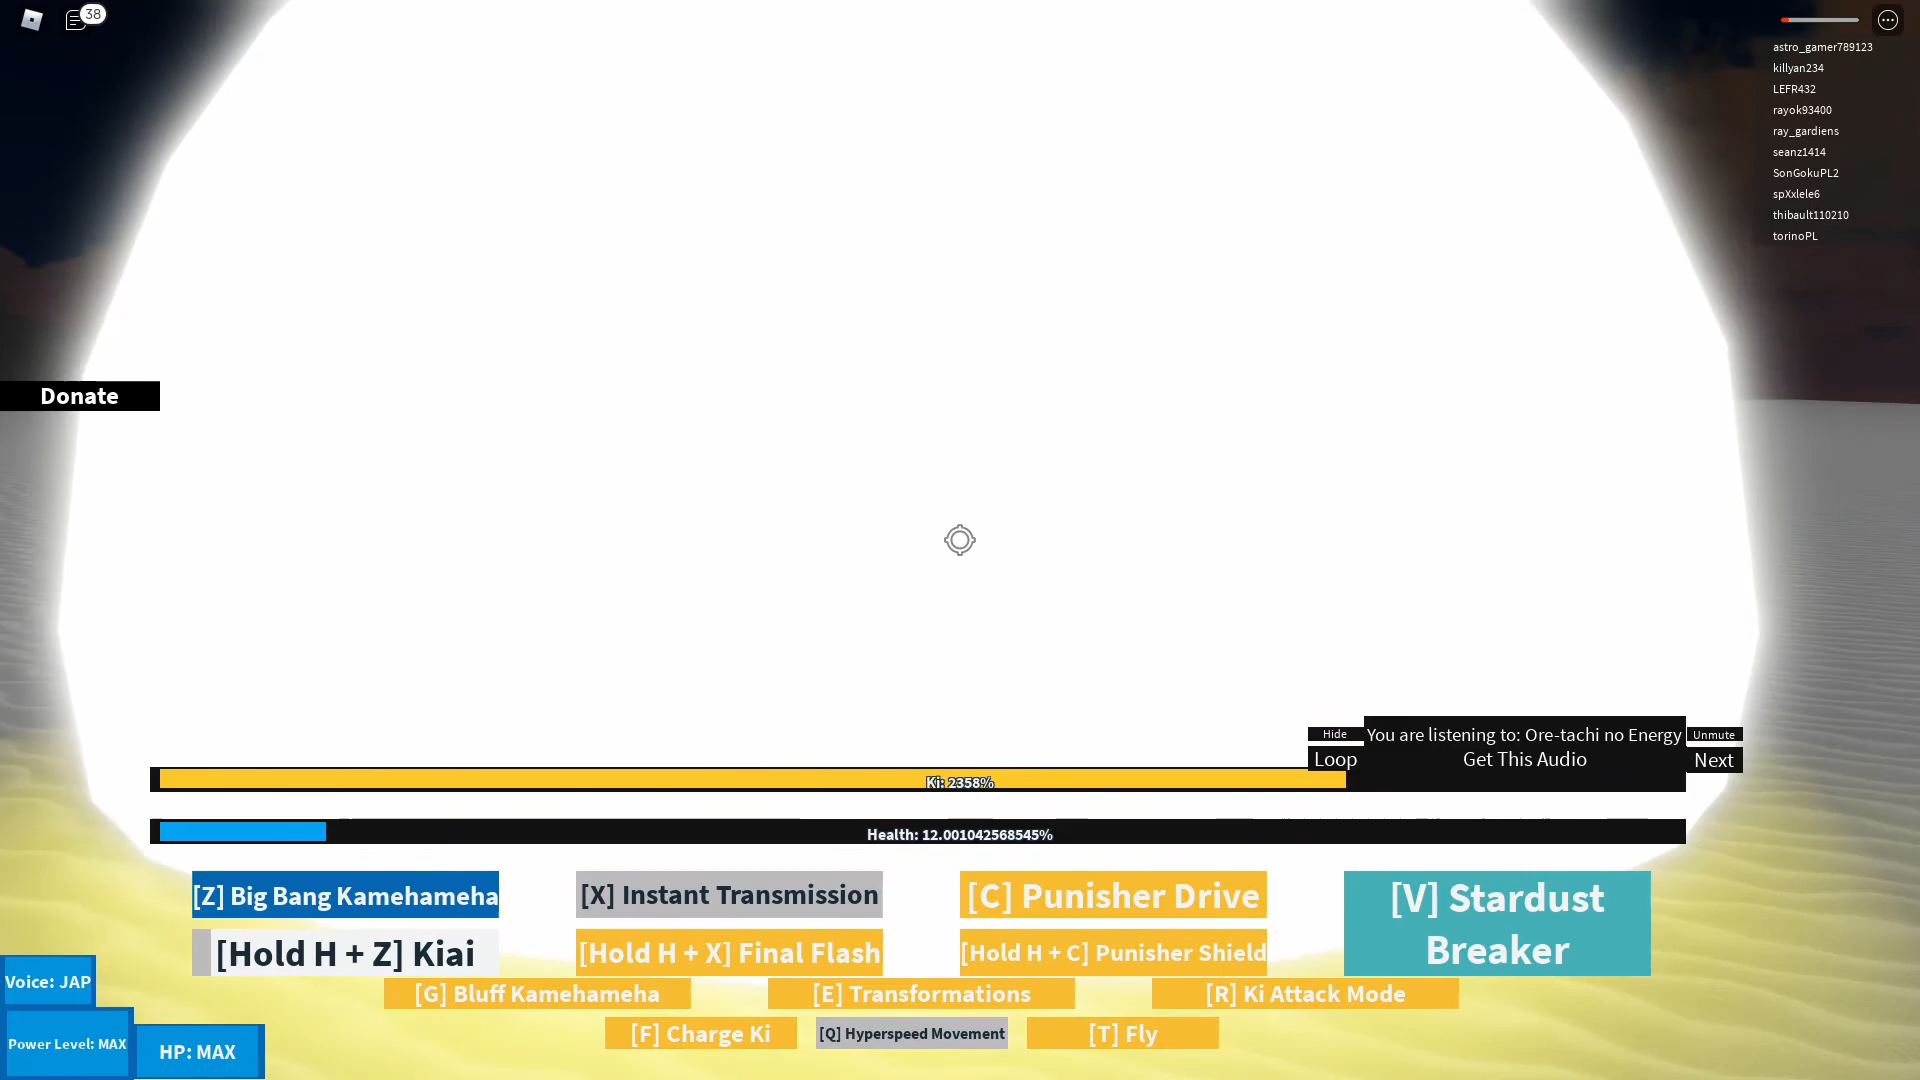 38
astro_gamer789123
killyan234
LEFR432
rayok93400
ray_gardiens
seanz1414
SonGokuPL2
spXxlele6
thibault110210
torinoPL
Donate
Hide
You are listening to: Ore-tachi no Energy
Unmute
Loop
Get This Audio
Next
Ki: 2358%
Health: 12.001042568545%
[Z] Big Bang Kamehameha
[X] Instant Transmission
[C] Punisher Drive
[V] Stardust
Breaker
[Hold H + Z] Kiai
[Hold H + X] Final Flash
[Hold H + C] Punisher Shield
[G] Bluff Kamehameha
[E] Transformations
[R] Ki Attack Mode
[F] Charge Ki
[Q] Hyperspeed Movement
[T] Fly
Voice: JAP
Power Level: MAX
HP: MAX